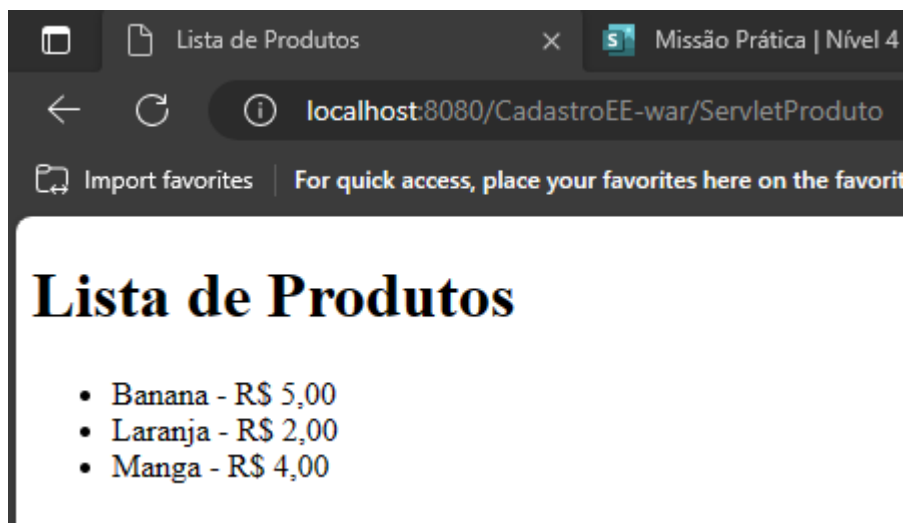 Lista de Produtos
Missão Prática | Nível 4
localhost:8080/CadastroEE-war/ServletProduto
Import favorites
For quick access, place your favorites here on the favorit
Lista de Produtos
Banana - R$ 5,00
Laranja - R$ 2,00
Manga - R$ 4,00